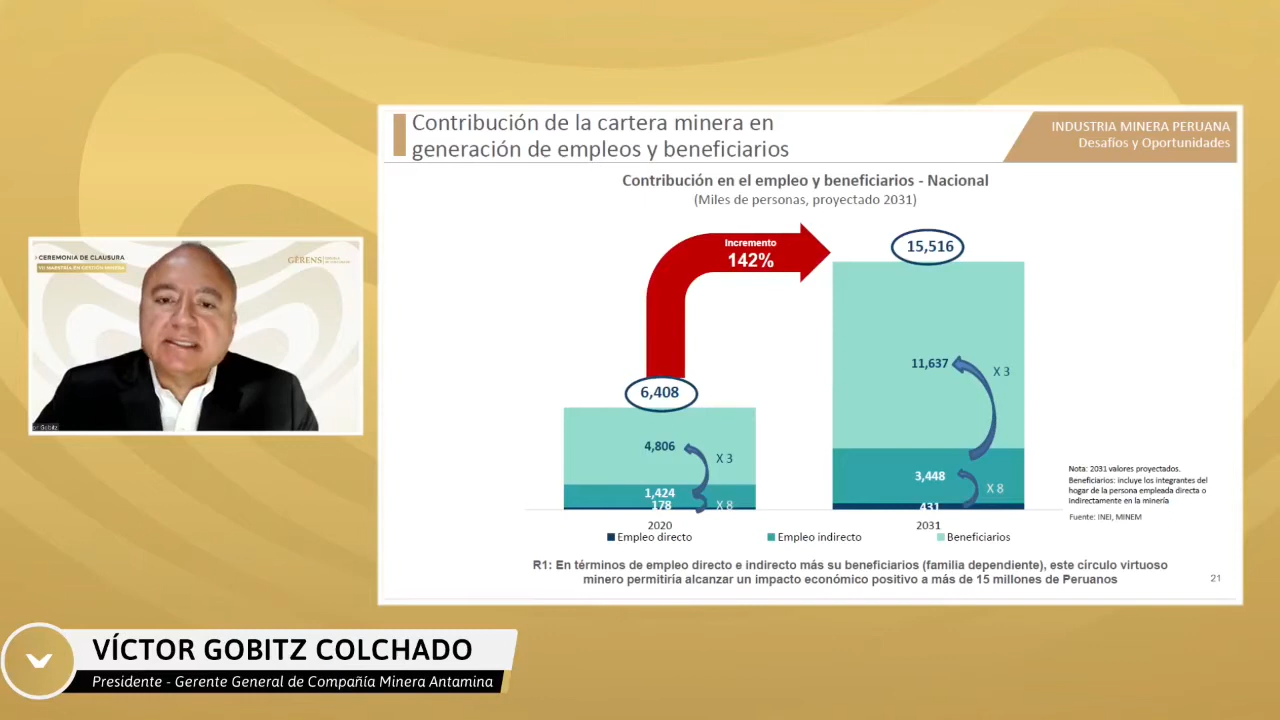 Contribución de la cartera minera en
generación de empleos y beneficiarios
INDUSTRIA MINERA PERUANA
Desafíos y Oportunidades
Contribución en el empleo y beneficiarios - Nacional
(Miles de personas, proyectado 2031)
Incremento
142%
15,516
6,408
11,637
X 3
4,806
X 3
3,448
X 8
1,424
178
X 8
431
2020
2031
Empleo directo
Empleo indirecto
Beneficiarios
Nota: 2031 valores proyectados.
Beneficiarios: incluye los integrantes del
hogar de la persona empleada directa o
indirectamente en la minería
Fuente: INEI, MINEM
R1: En términos de empleo directo e indirecto más su beneficiarios (familia dependiente), este círculo virtuoso
minero permitiría alcanzar un impacto económico positivo a más de 15 millones de Peruanos
21
CEREMONIA DE CLAUSURA
MAESTRÍA EN GESTIÓN MINERA
GĚRENS
Gobitz
VÍCTOR GOBITZ COLCHADO
Presidente - Gerente General de Compañía Minera Antamina